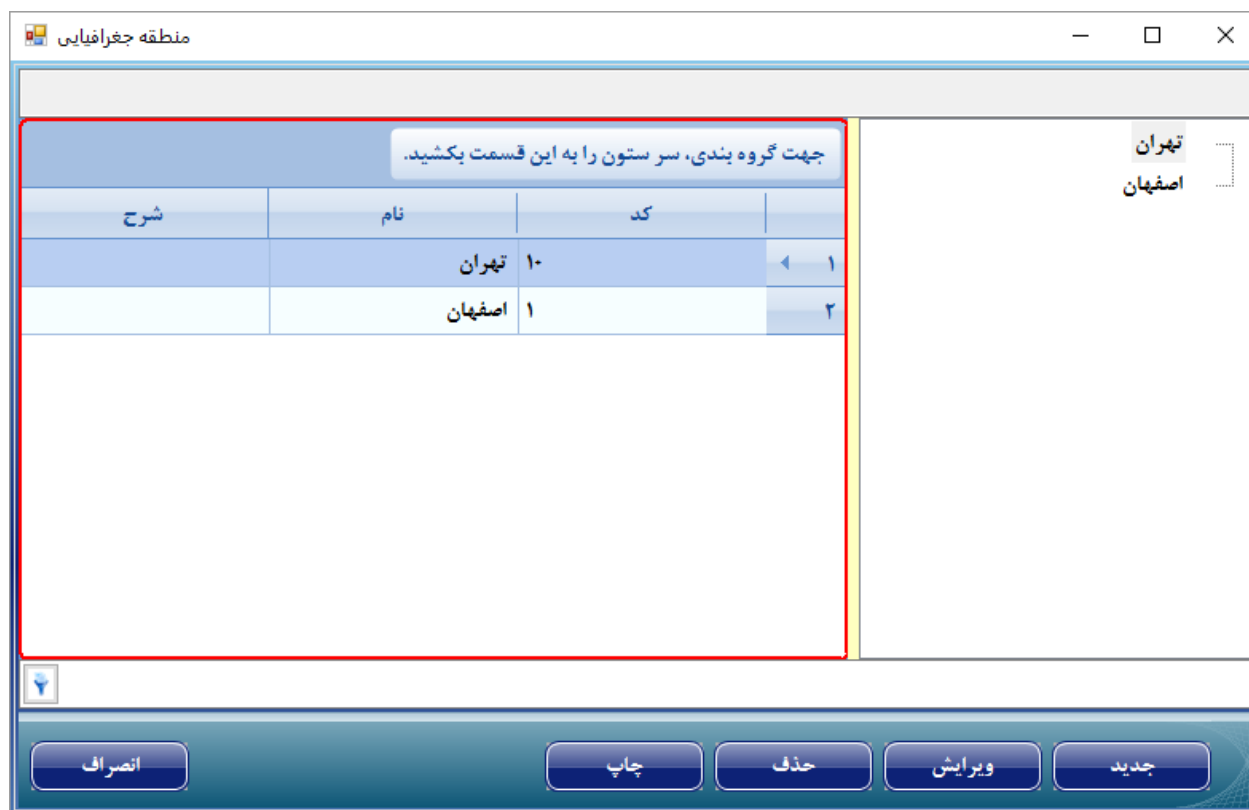 منطقه جغرافیایی
تهران
اصفهان
جهت گروه بندی، سر ستون را به این قسمت بکشید.
کد نام شرح
۱ ۱۰ تهران
۲ ۱ اصفهان
جدید ویرایش حذف چاپ انصراف